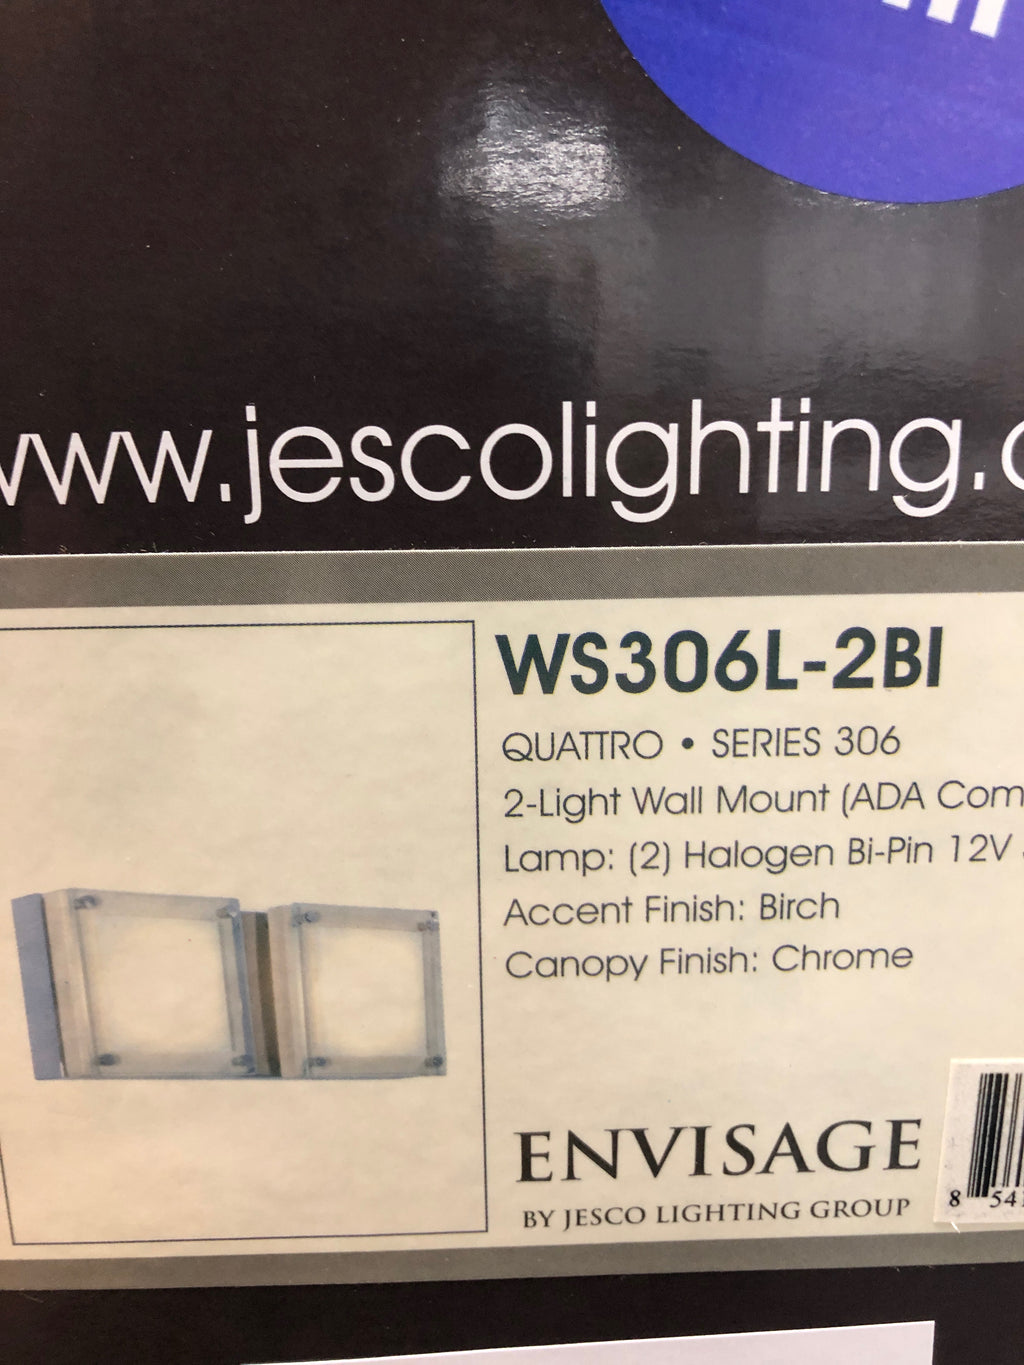 www.jescolighting.
WS306L-2BI
QUATTRO • SERIES 306
2-Light Wall Mount (ADA Com
Lamp: (2) Halogen Bi-Pin 12V
Accent Finish: Birch
Canopy Finish: Chrome
ENVISAGE
BY JESCO LIGHTING GROUP
8 54